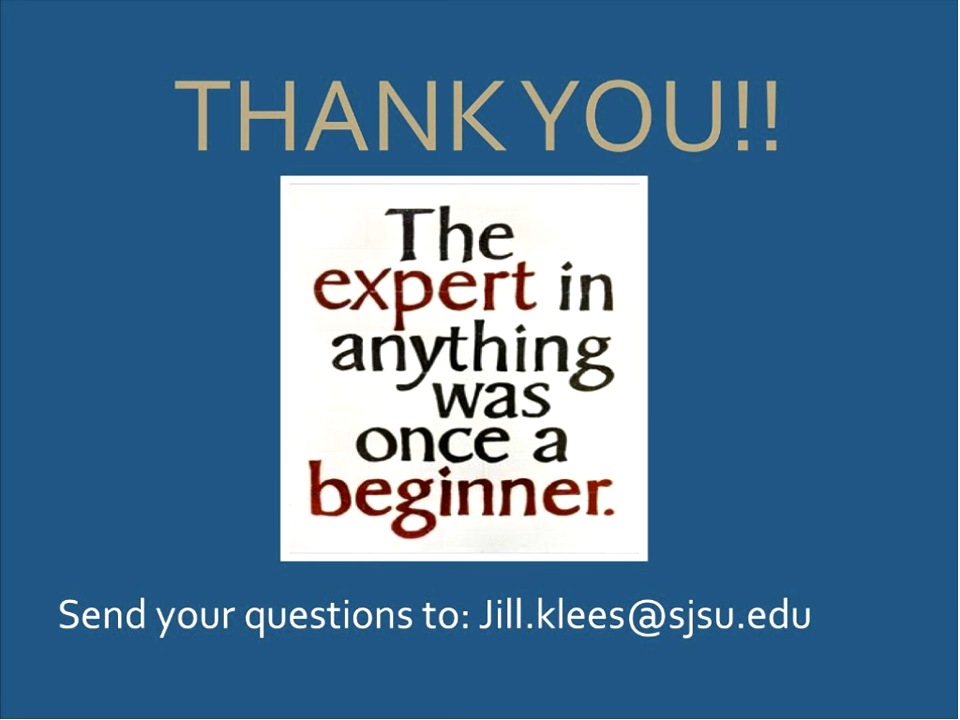 THANK YOU!!
The
expert in
anything
was
once a
beginner.
Send your questions to: Jill.klees@sjsu.edu